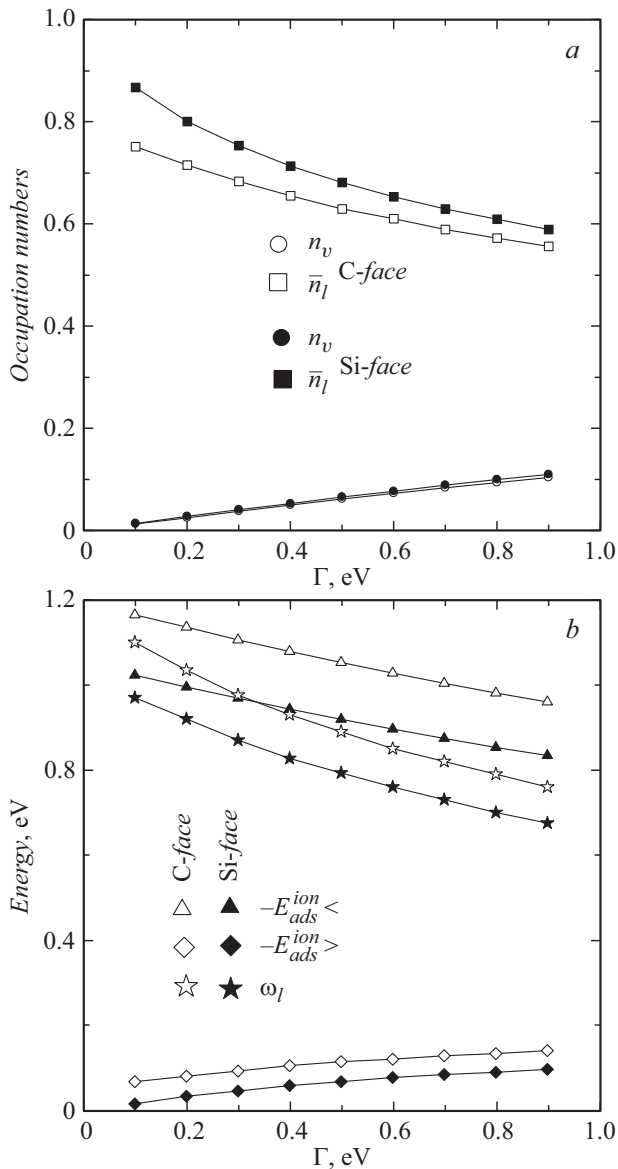 1.0
a
0.8
0.6
0.4
0.2
0
Occupation numbers
n_v
n̄_l C-face
n_v
n̄_l Si-face
0 0.2 0.4 0.6 0.8 1.0
Γ, eV
1.2
b
0.8
0.4
0
Energy, eV
C-face
Si-face
–E_ads^ion <
–E_ads^ion >
ω_l
0 0.2 0.4 0.6 0.8 1.0
Γ, eV